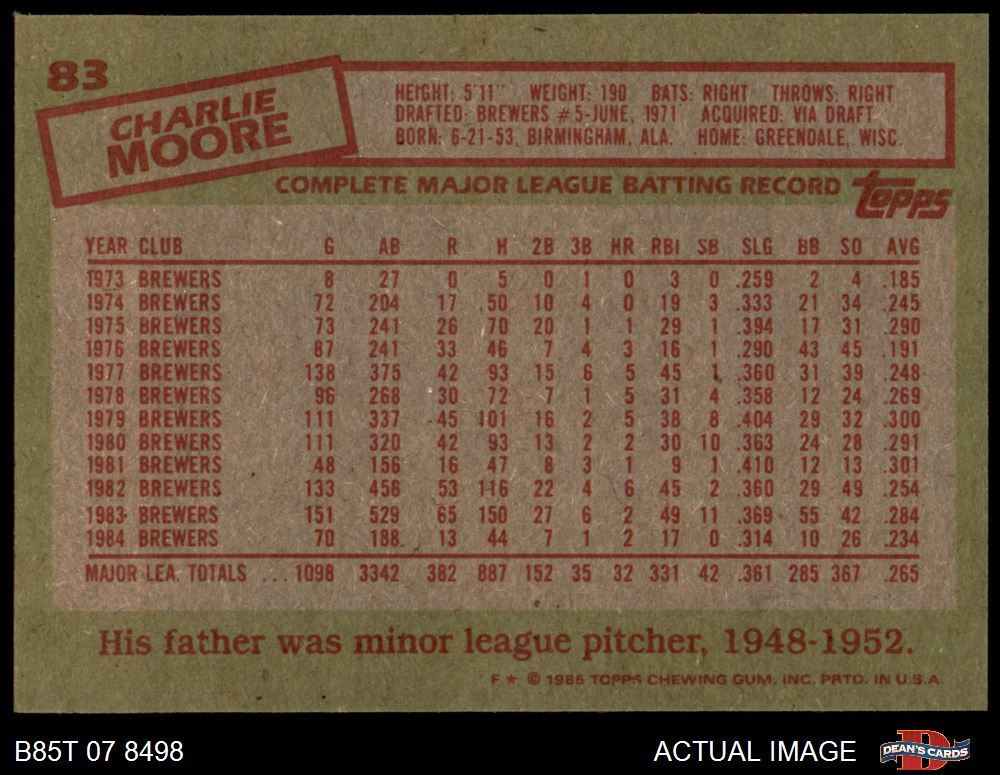 83
CHARLIE
MOORE
HEIGHT: 5'11" WEIGHT: 190 BATS: RIGHT THROWS: RIGHT
DRAFTED: BREWERS #5-JUNE, 1971 ACQUIRED: VIA DRAFT
BORN: 6-21-53, BIRMINGHAM, ALA. HOME: GREENDALE, WISC.
COMPLETE MAJOR LEAGUE BATTING RECORD topps
YEAR CLUB G AB R H 2B 3B HR RBI SB SLG BB SO AVG
1973 BREWERS 8 27 0 5 0 1 0 3 0 .259 2 4 .185
1974 BREWERS 72 204 17 50 10 4 0 19 3 .333 21 34 .245
1975 BREWERS 73 241 26 70 20 1 1 29 1 .394 17 31 .290
1976 BREWERS 87 241 33 46 7 4 3 16 1 .290 43 45 .191
1977 BREWERS 138 375 42 93 15 6 5 45 1 .360 31 39 .248
1978 BREWERS 96 268 30 72 7 1 5 31 4 .358 12 24 .269
1979 BREWERS 111 337 45 101 16 2 5 38 8 .404 29 32 .300
1980 BREWERS 111 320 42 93 13 2 2 30 10 .363 24 28 .291
1981 BREWERS 48 156 16 47 8 3 1 9 1 .410 12 13 .301
1982 BREWERS 133 456 53 116 22 4 6 45 2 .360 29 49 .254
1983 BREWERS 151 529 65 150 27 6 2 49 11 .369 55 42 .284
1984 BREWERS 70 188 13 44 7 1 2 17 0 .314 10 26 .234
MAJOR LEA. TOTALS ... 1098 3342 382 887 152 35 32 331 42 .361 285 367 .265
His father was minor league pitcher, 1948-1952.
F ★ © 1985 TOPPS CHEWING GUM, INC. PRTD. IN U.S.A.
B85T 07 8498 ACTUAL IMAGE DEAN'S CARDS